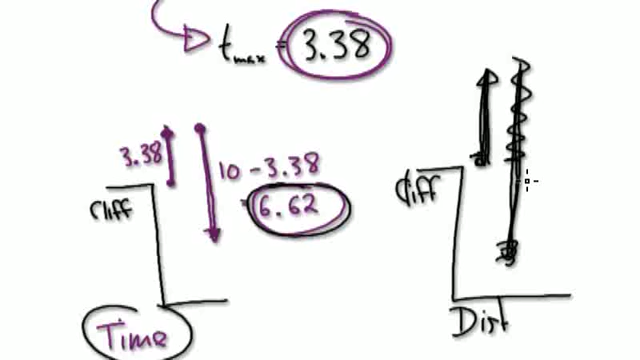 t max = 3.38
3.38
10 - 3.38
= 6.62
Cliff
Cliff
Time
Dist